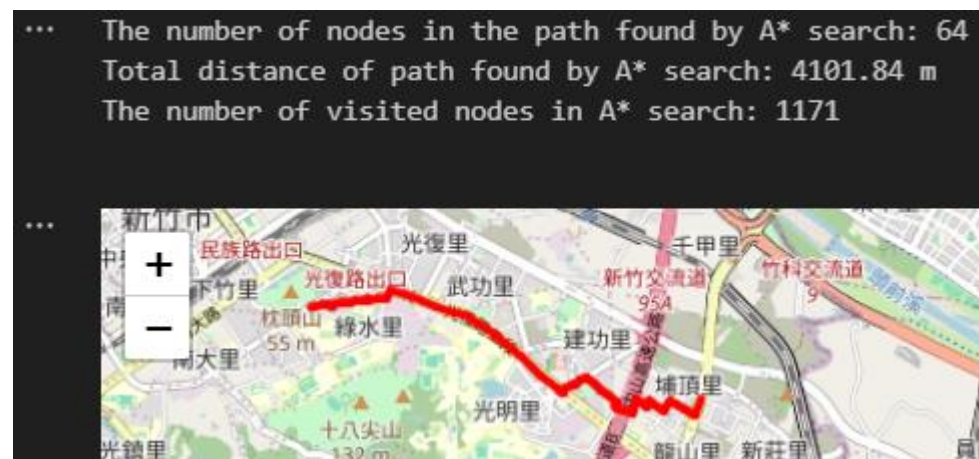 ... The number of nodes in the path found by A* search: 64
Total distance of path found by A* search: 4101.84 m
The number of visited nodes in A* search: 1171
...
新竹市
+
−
民族路出口
光復路出口
光復里
千甲里
新竹交流道
95A
竹科交流道
9
下竹里
武功里
枕頭山
55 m
綠水里
建功里
南大里
埔頂里
光明里
十八尖山
132 m
光鎮里
龍山里
新莊里